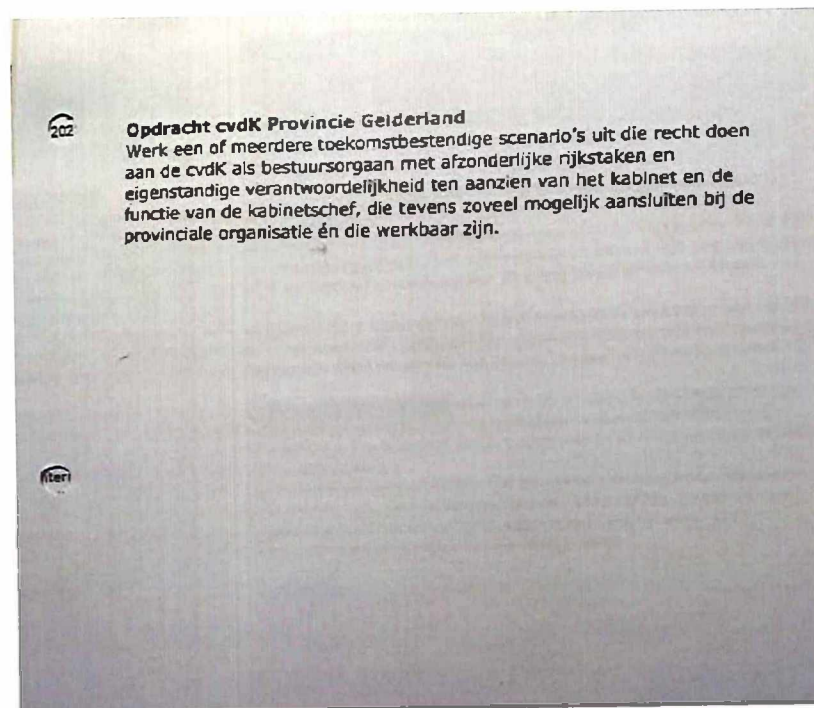 202
Opdracht cvdK Provincie Gelderland
Werk een of meerdere toekomstbestendige scenario's uit die recht doen
aan de cvdK als bestuursorgaan met afzonderlijke rijkstaken en
eigenstandige verantwoordelijkheid ten aanzien van het kabinet en de
functie van de kabinetschef, die tevens zoveel mogelijk aansluiten bij de
provinciale organisatie én die werkbaar zijn.